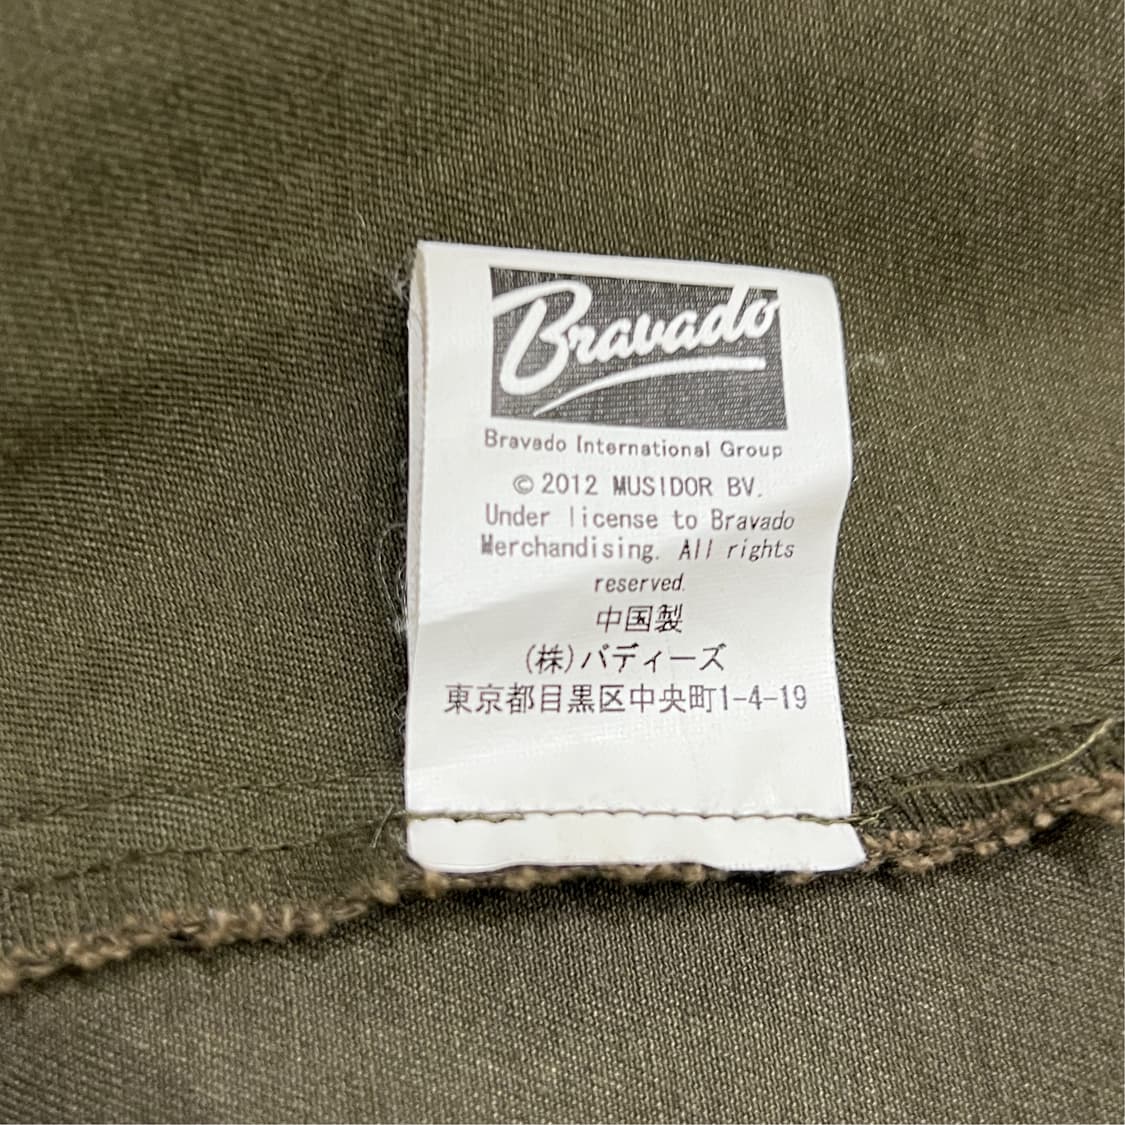 Bravado
Bravado International Group
© 2012 MUSIDOR BV.
Under license to Bravado
Merchandising. All rights
reserved.
中国製
(株)バディーズ
東京都目黒区中央町1-4-19